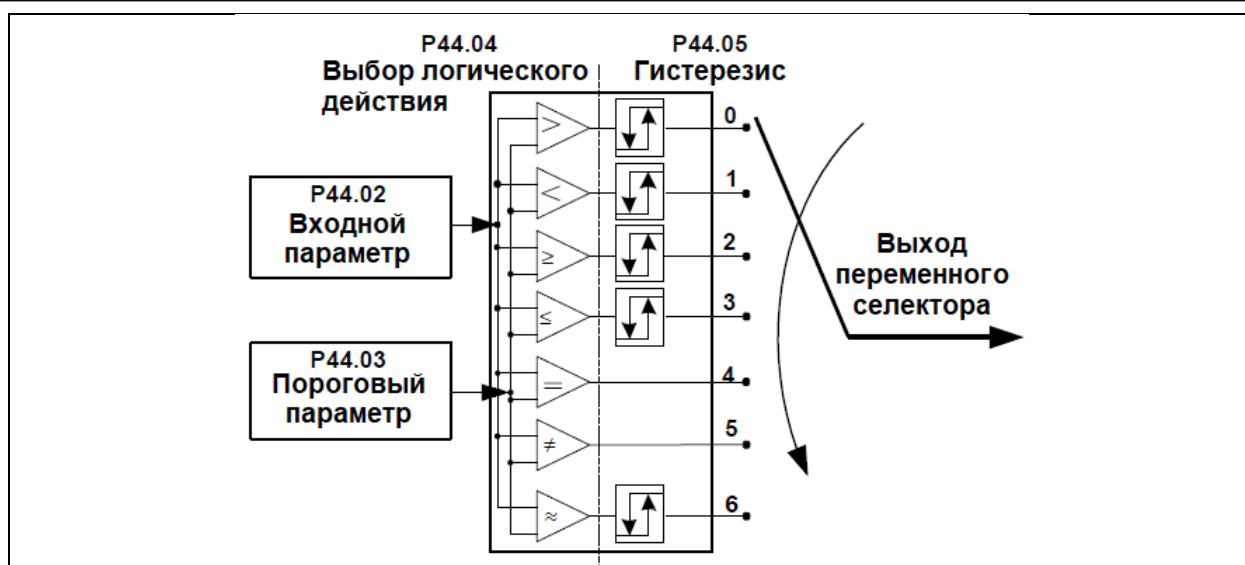 P44.04
Выбор логического
действия
P44.05
Гистерезис
P44.02
Входной
параметр
P44.03
Пороговый
параметр
>
<
≥
≤
=
≠
≈
0
1
2
3
4
5
6
Выход
переменного
селектора